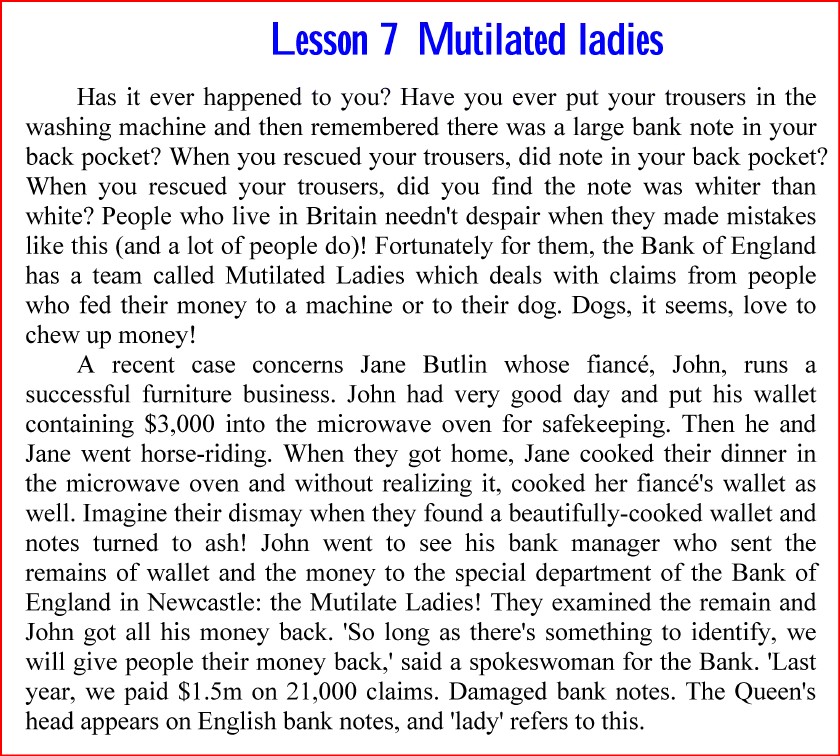 Lesson 7 Mutilated ladies
Has it ever happened to you? Have you ever put your trousers in the
washing machine and then remembered there was a large bank note in your
back pocket? When you rescued your trousers, did note in your back pocket?
When you rescued your trousers, did you find the note was whiter than
white? People who live in Britain needn't despair when they made mistakes
like this (and a lot of people do)! Fortunately for them, the Bank of England
has a team called Mutilated Ladies which deals with claims from people
who fed their money to a machine or to their dog. Dogs, it seems, love to
chew up money!
A recent case concerns Jane Butlin whose fiancé, John, runs a
successful furniture business. John had very good day and put his wallet
containing $3,000 into the microwave oven for safekeeping. Then he and
Jane went horse-riding. When they got home, Jane cooked their dinner in
the microwave oven and without realizing it, cooked her fiancé's wallet as
well. Imagine their dismay when they found a beautifully-cooked wallet and
notes turned to ash! John went to see his bank manager who sent the
remains of wallet and the money to the special department of the Bank of
England in Newcastle: the Mutilate Ladies! They examined the remain and
John got all his money back. 'So long as there's something to identify, we
will give people their money back,' said a spokeswoman for the Bank. 'Last
year, we paid $1.5m on 21,000 claims. Damaged bank notes. The Queen's
head appears on English bank notes, and 'lady' refers to this.